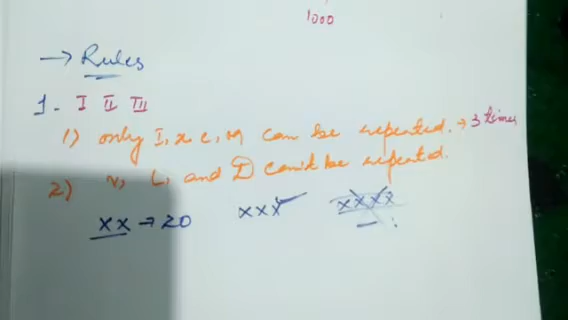 1000
→ Rules
1. I II III
1) only I, x c, M can be repeated. → 3 times
2) v, L, and D can't be repeated.
xx → 20 xxx ✓ xxxx